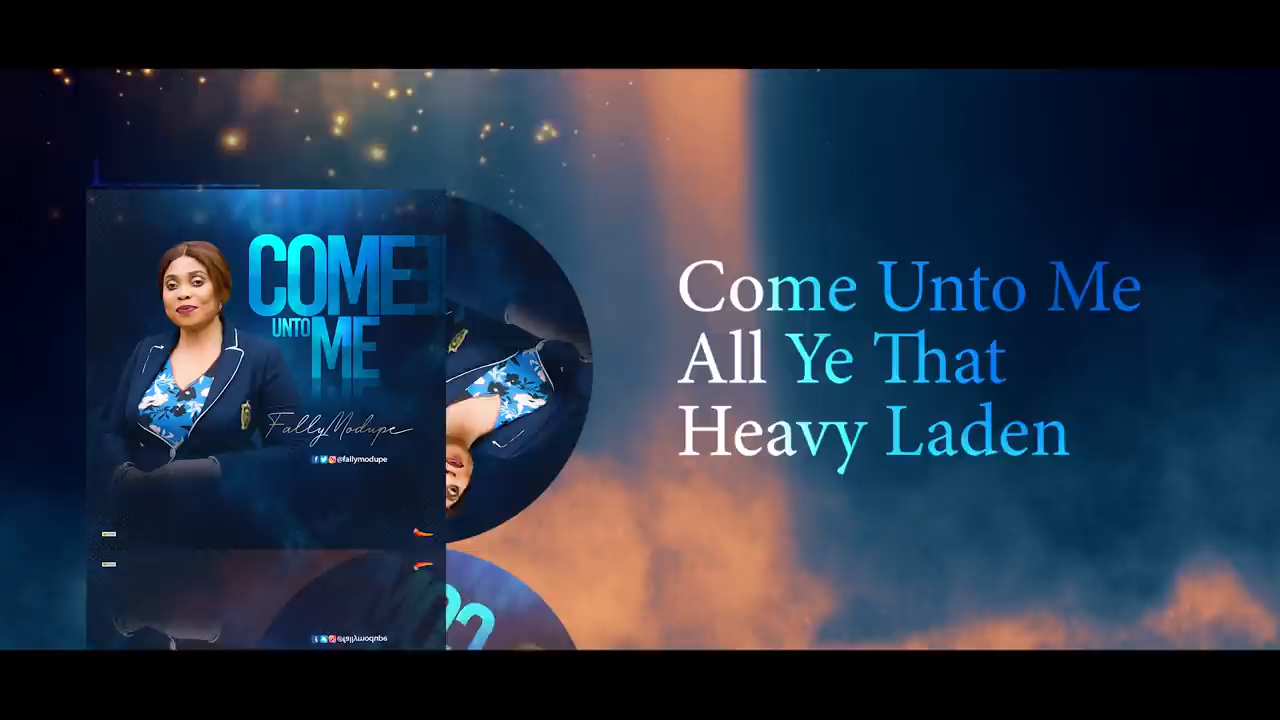 COME
UNTO
ME
FallyModupe
@fallymodupe
Come Unto Me
All Ye That
Heavy Laden